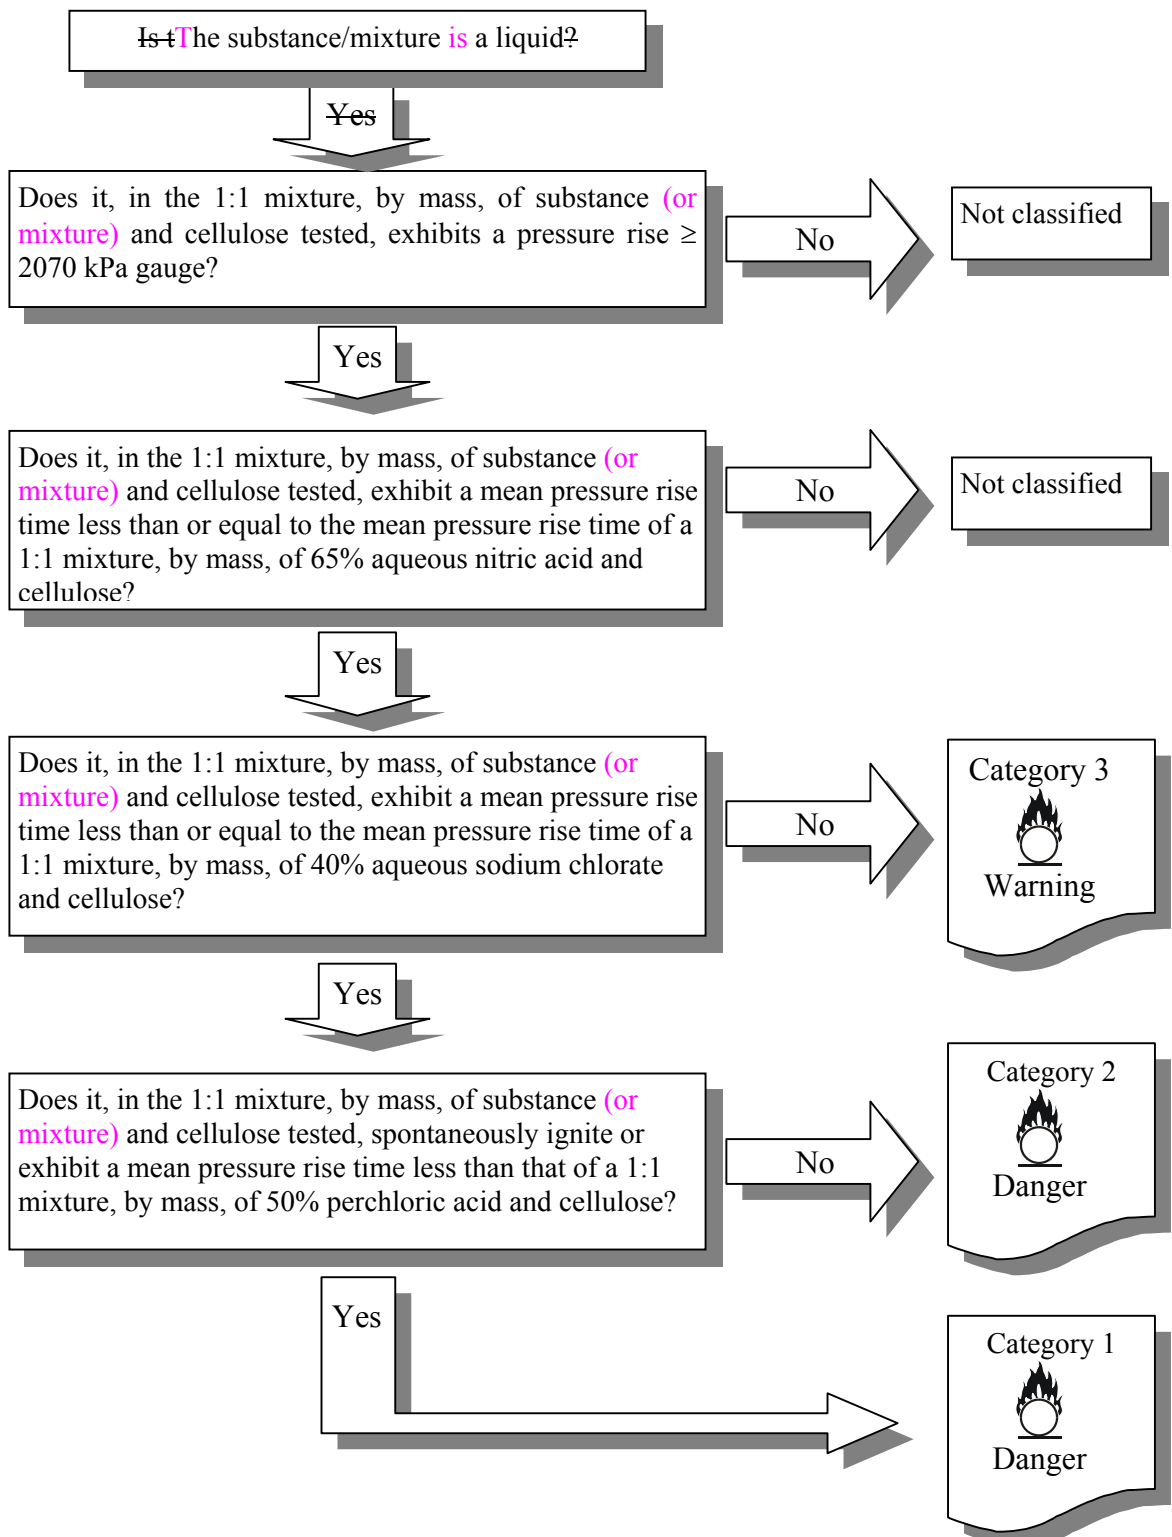 Is tThe substance/mixture is a liquid?
Yes
Does it, in the 1:1 mixture, by mass, of substance (or
mixture) and cellulose tested, exhibits a pressure rise ≥
2070 kPa gauge?
No
Not classified
Yes
Does it, in the 1:1 mixture, by mass, of substance (or
mixture) and cellulose tested, exhibit a mean pressure rise
time less than or equal to the mean pressure rise time of a
1:1 mixture, by mass, of 65% aqueous nitric acid and
cellulose?
No
Not classified
Yes
Does it, in the 1:1 mixture, by mass, of substance (or
mixture) and cellulose tested, exhibit a mean pressure rise
time less than or equal to the mean pressure rise time of a
1:1 mixture, by mass, of 40% aqueous sodium chlorate
and cellulose?
No
Category 3
Warning
Yes
Does it, in the 1:1 mixture, by mass, of substance (or
mixture) and cellulose tested, spontaneously ignite or
exhibit a mean pressure rise time less than that of a 1:1
mixture, by mass, of 50% perchloric acid and cellulose?
No
Category 2
Danger
Yes
Category 1
Danger